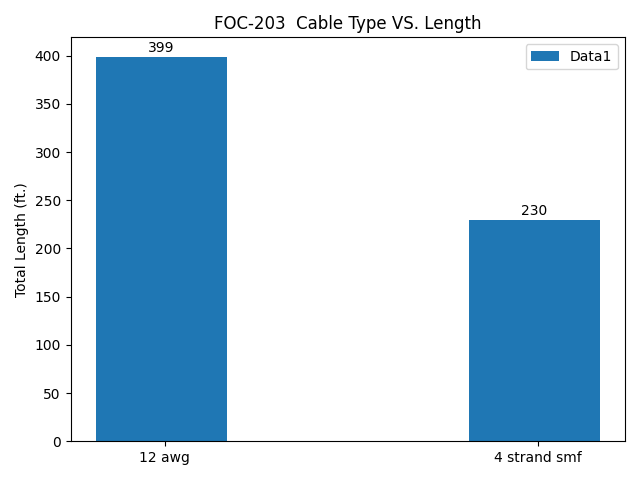 FOC-203  Cable Type VS. Length
Data1
399
230
Total Length (ft.)
400
350
300
250
200
150
100
50
0
12 awg
4 strand smf